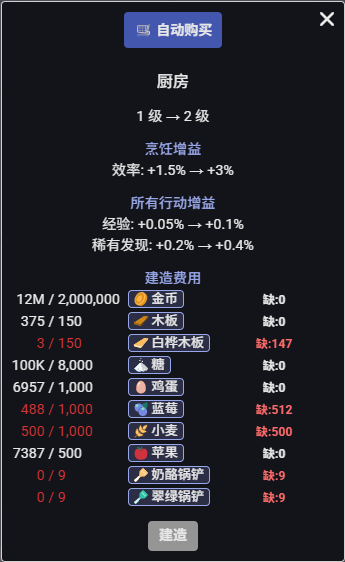 自动购买
厨房
1 级 → 2 级
烹饪增益
效率: +1.5% → +3%
所有行动增益
经验: +0.05% → +0.1%
稀有发现: +0.2% → +0.4%
建造费用
12M / 2,000,000 金币 缺:0
375 / 150 木板 缺:0
3 / 150 白桦木板 缺:147
100K / 8,000 糖 缺:0
6957 / 1,000 鸡蛋 缺:0
488 / 1,000 蓝莓 缺:512
500 / 1,000 小麦 缺:500
7387 / 500 苹果 缺:0
0 / 9 奶酪锅铲 缺:9
0 / 9 翠绿锅铲 缺:9
建造